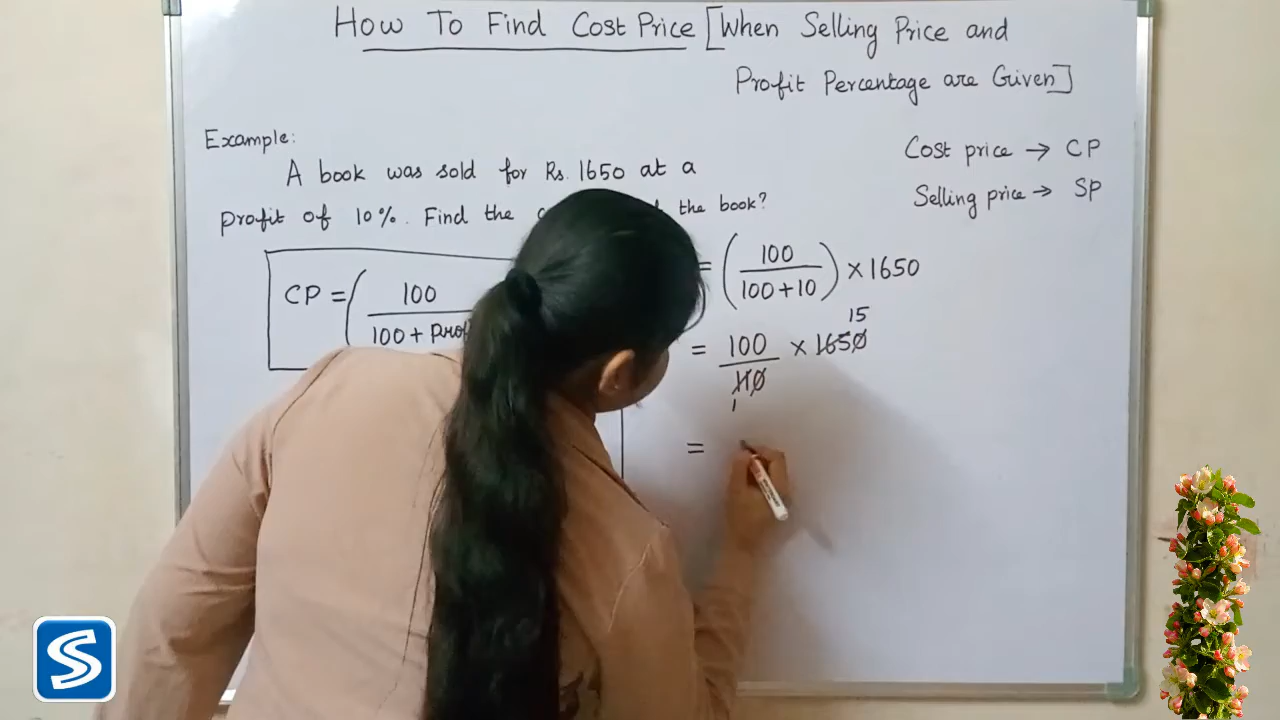 How To Find Cost Price [When Selling Price and
Profit Percentage are Given]
Example:
A book was sold for Rs. 1650 at a
profit of 10%. Find the the book?
Cost price → CP
Selling price → SP
CP = ( 100
100 +
= ( 100 / 100+10 ) × 1650
15
= 100 / 110 × 1650
1
=
S